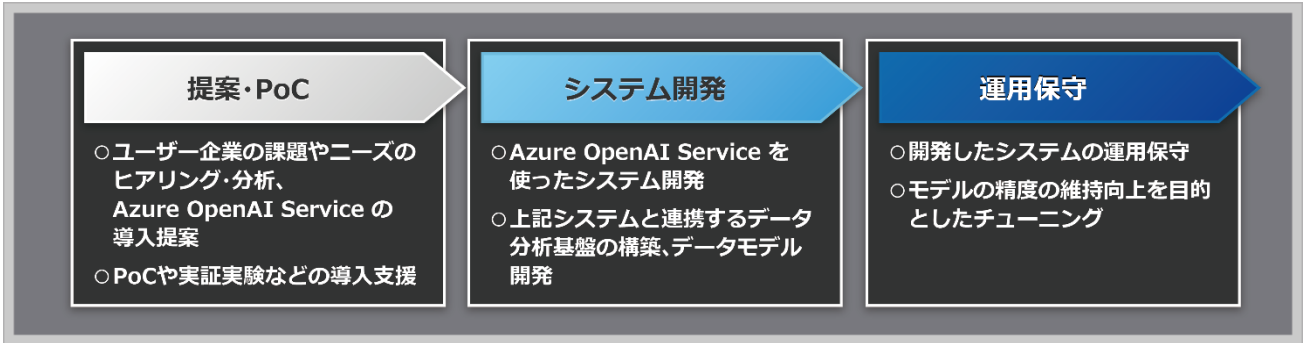 提案・PoC
○ユーザー企業の課題やニーズの
ヒアリング・分析、
Azure OpenAI Service の
導入提案
○PoCや実証実験などの導入支援
システム開発
○Azure OpenAI Service を
使ったシステム開発
○上記システムと連携するデータ
分析基盤の構築、データモデル
開発
運用保守
○開発したシステムの運用保守
○モデルの精度の維持向上を目的
としたチューニング